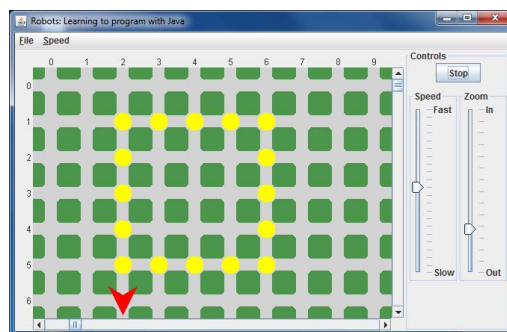 Robots: Learning to program with Java
File Speed
0 1 2 3 4 5 6 7 8 9
Controls
Stop
Speed Zoom
Fast In
Slow Out
0
1
2
3
4
5
6